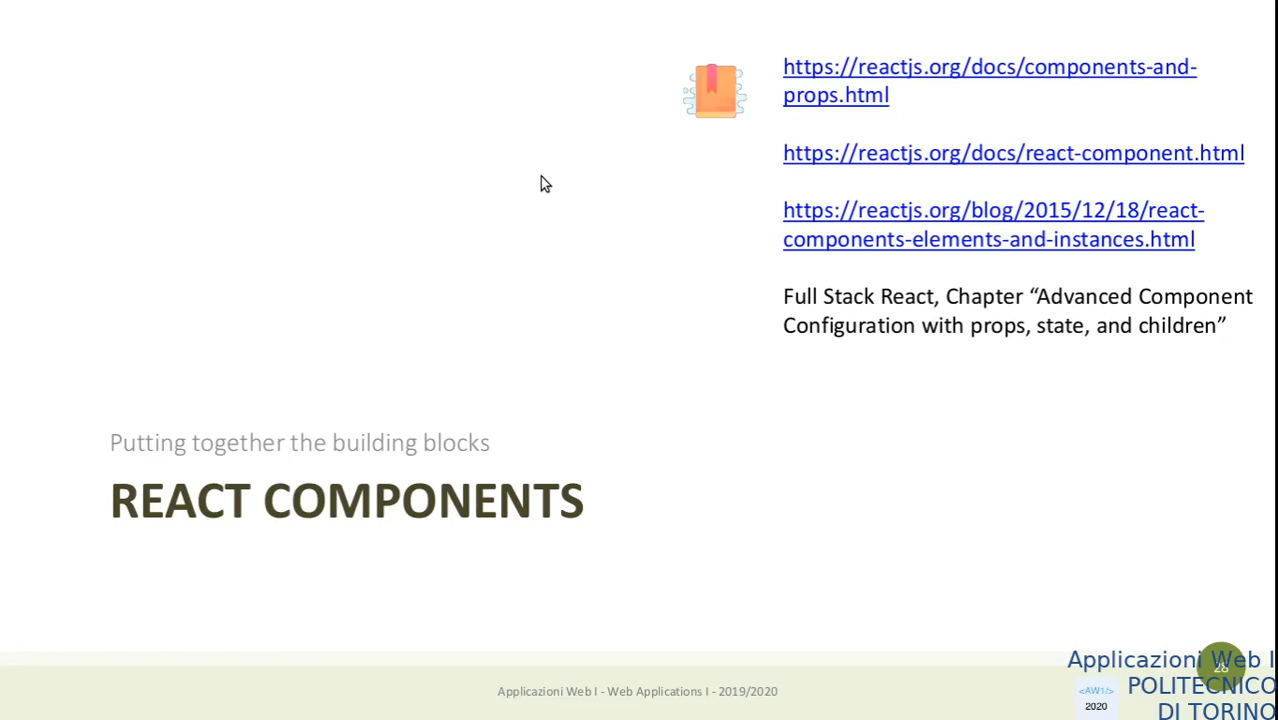 https://reactjs.org/docs/components-and-
props.html
https://reactjs.org/docs/react-component.html
https://reactjs.org/blog/2015/12/18/react-
components-elements-and-instances.html
Full Stack React, Chapter “Advanced Component
Configuration with props, state, and children”
Putting together the building blocks
REACT COMPONENTS
Applicazioni Web I - Web Applications I - 2019/2020
Applicazioni Web I
POLITECNICO
DI TORINO
<AW1/>
2020